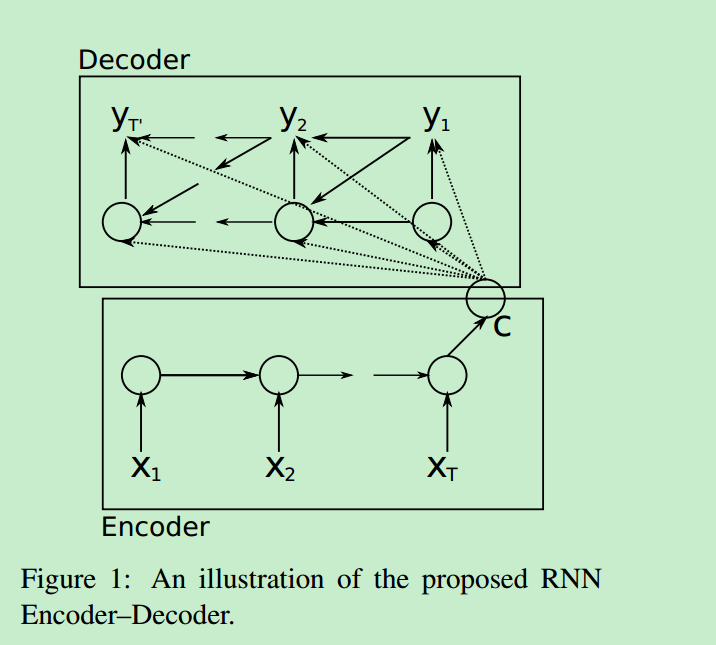 Decoder
yT' y2 y1
c
x1 x2 xT
Encoder
Figure 1: An illustration of the proposed RNN
Encoder–Decoder.